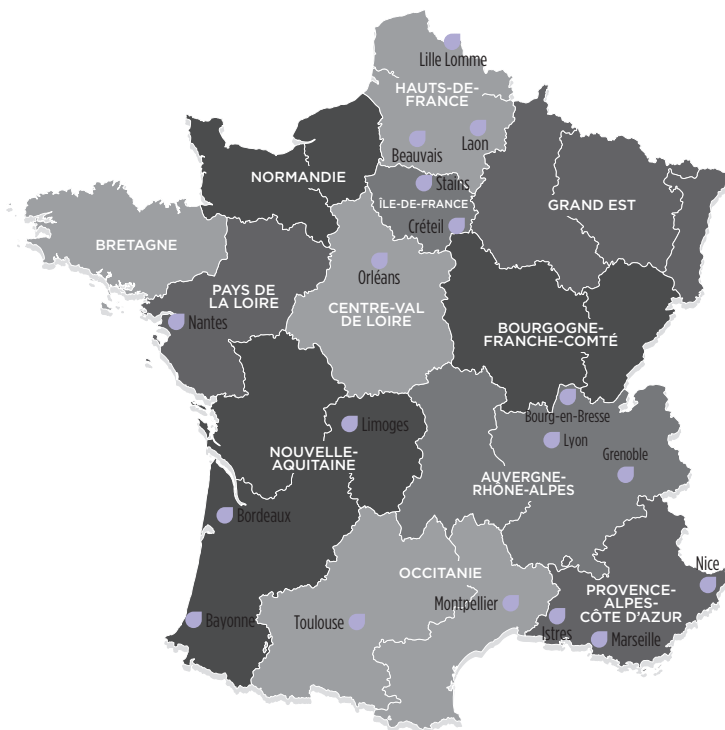 Lille Lomme
HAUTS-DE-
FRANCE
Laon
Beauvais
NORMANDIE
Stains
ÎLE-DE-FRANCE
GRAND EST
Créteil
BRETAGNE
Orléans
PAYS DE
LA LOIRE
CENTRE-VAL
DE LOIRE
Nantes
BOURGOGNE-
FRANCHE-COMTÉ
Bourg-en-Bresse
Limoges
Lyon
NOUVELLE-
AQUITAINE
Grenoble
AUVERGNE-
RHÔNE-ALPES
Bordeaux
Nice
OCCITANIE
PROVENCE-
ALPES-
CÔTE D'AZUR
Montpéllier
Bayonne
Toulouse
Istres
Marseille